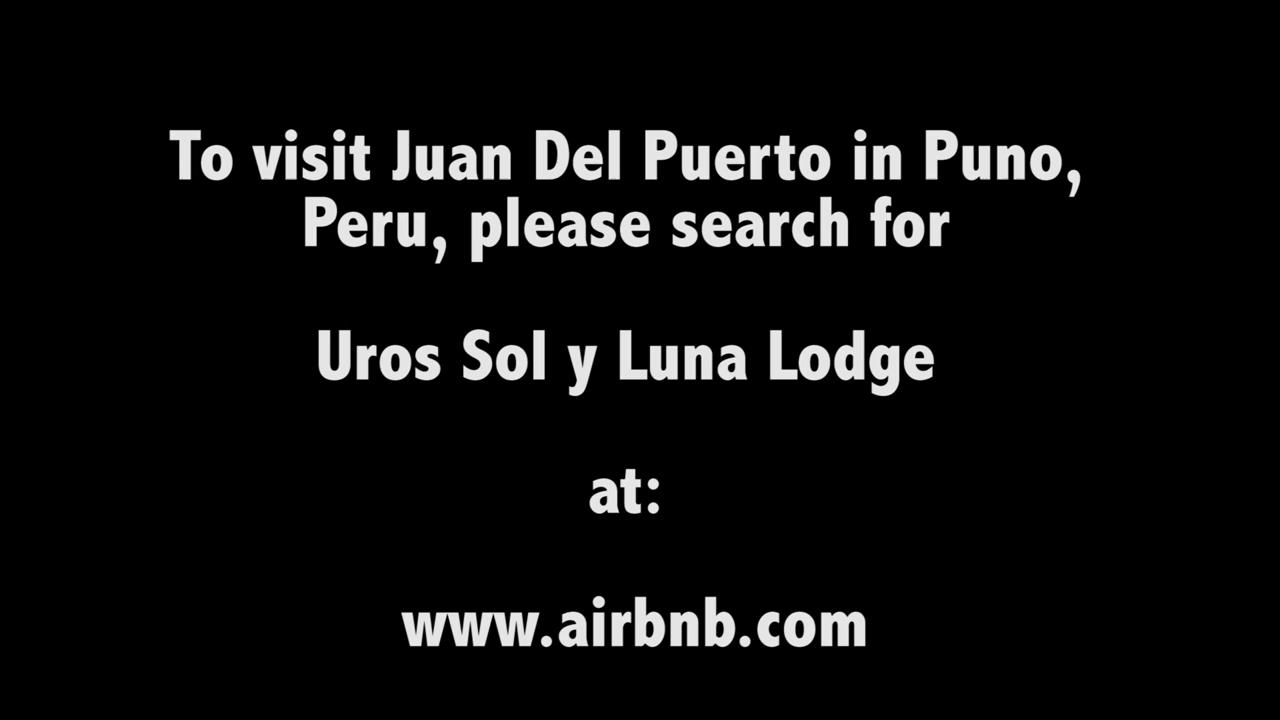 To visit Juan Del Puerto in Puno,
Peru, please search for
Uros Sol y Luna Lodge
at:
www.airbnb.com